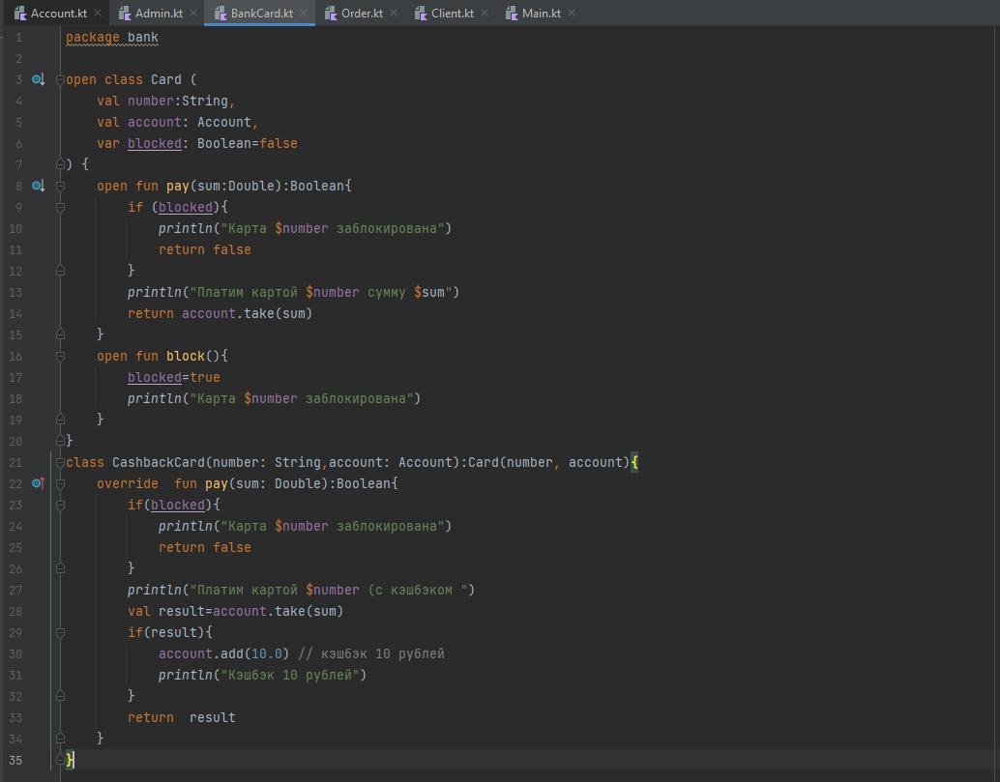 Account.kt Admin.kt BankCard.kt Order.kt Client.kt Main.kt
1 package bank
2
3 open class Card (
4 val number:String,
5 val account: Account,
6 var blocked: Boolean=false
7 ) {
8 open fun pay(sum:Double):Boolean{
9 if (blocked){
10 println("Карта $number заблокирована")
11 return false
12 }
13 println("Платим картой $number сумму $sum")
14 return account.take(sum)
15 }
16 open fun block(){
17 blocked=true
18 println("Карта $number заблокирована")
19 }
20 }
21 class CashbackCard(number: String,account: Account):Card(number, account){
22 override  fun pay(sum: Double):Boolean{
23 if(blocked){
24 println("Карта $number заблокирована")
25 return false
26 }
27 println("Платим картой $number (с кэшбэком ")
28 val result=account.take(sum)
29 if(result){
30 account.add(10.0) // кэшбэк 10 рублей
31 println("Кэшбэк 10 рублей")
32 }
33 return  result
34 }
35 }